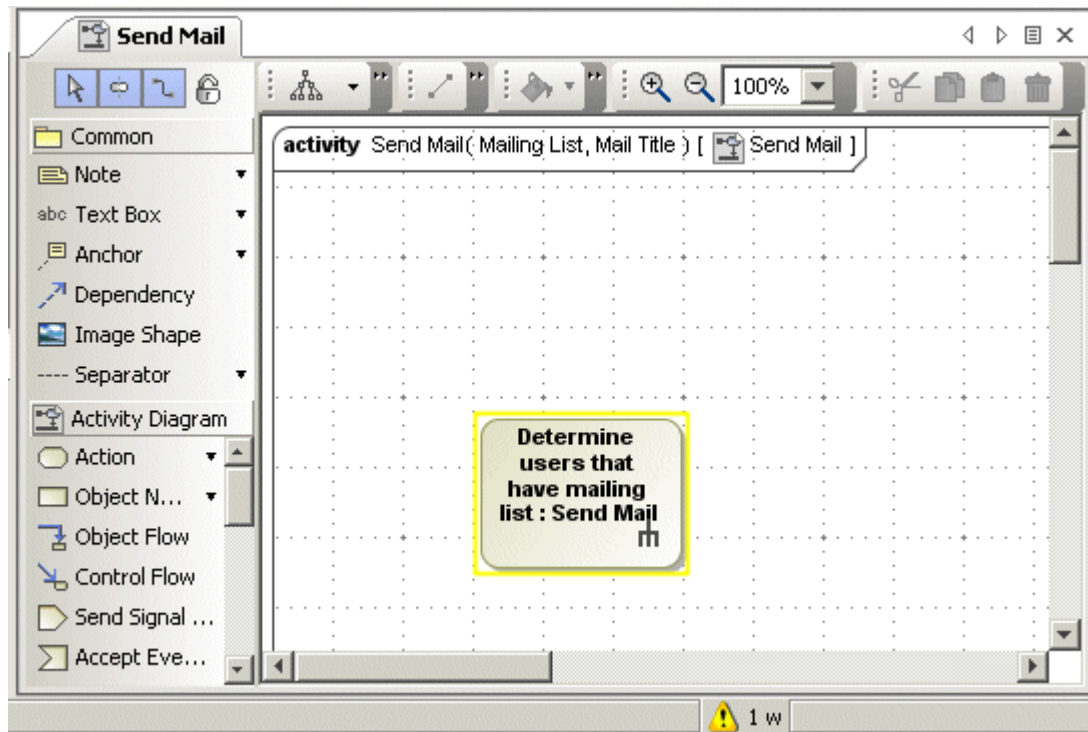 Send Mail
100%
Common
Note
abc Text Box
Anchor
Dependency
Image Shape
Separator
Activity Diagram
Action
Object N...
Object Flow
Control Flow
Send Signal ...
Accept Eve...
activity Send Mail( Mailing List, Mail Title ) [ Send Mail ]
Determine
users that
have mailing
list : Send Mail
1 w